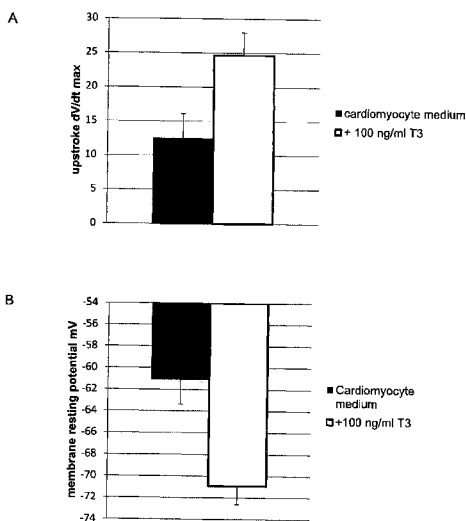 A
30
25
20
15
10
5
0
upstroke dV/dt max
cardiomyocyte medium
+ 100 ng/ml T3
B
-54
-56
-58
-60
-62
-64
-66
-68
-70
-72
-74
membrane resting potential mV
Cardiomyocyte
medium
+100 ng/ml T3